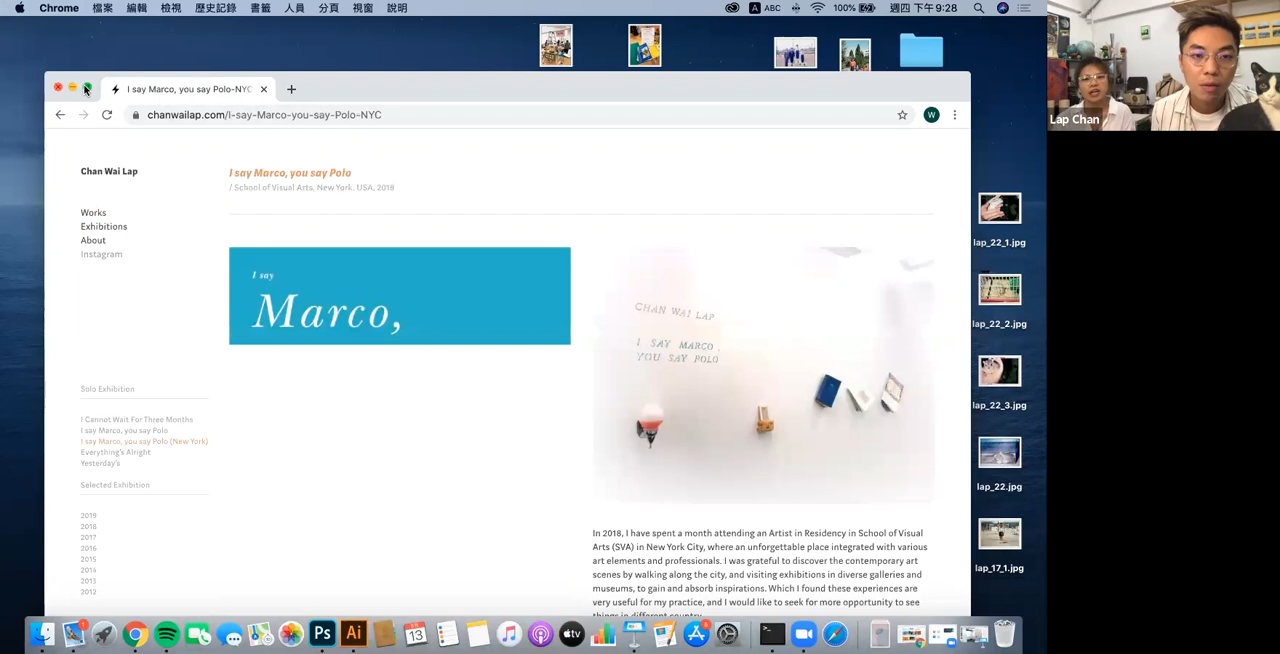 Chrome 檔案 編輯 檢視 歷史記錄 書籤 人員 分頁 視窗 說明
A ABC 100% 週四 下午9:28
I say Marco, you say Polo-NYC
chanwailap.com/I-say-Marco-you-say-Polo-NYC
W
Lap Chan
Chan Wai Lap
Works
Exhibitions
About
Instagram
Solo Exhibition
I Cannot Wait For Three Months
I say Marco, you say Polo
I say Marco, you say Polo (New York)
Everything's Alright
Yesterday's
Selected Exhibition
2019
2018
2017
2016
2015
2014
2013
2012
I say Marco, you say Polo
/ School of Visual Arts, New York, USA, 2018
I say
Marco,
CHAN WAI LAP
I SAY MARCO,
YOU SAY POLO
In 2018, I have spent a month attending an Artist in Residency in School of Visual
Arts (SVA) in New York City, where an unforgettable place integrated with various
art elements and professionals. I was grateful to discover the contemporary art
scenes by walking along the city, and visiting exhibitions in diverse galleries and
museums, to gain and absorb inspirations. Which I found these experiences are
very useful for my practice, and I would like to seek for more opportunity to see
things in different country.
lap_22_1.jpg
lap_22_2.jpg
lap_22_3.jpg
lap_22.jpg
lap_17_1.jpg
Ps
Ai
13
tv